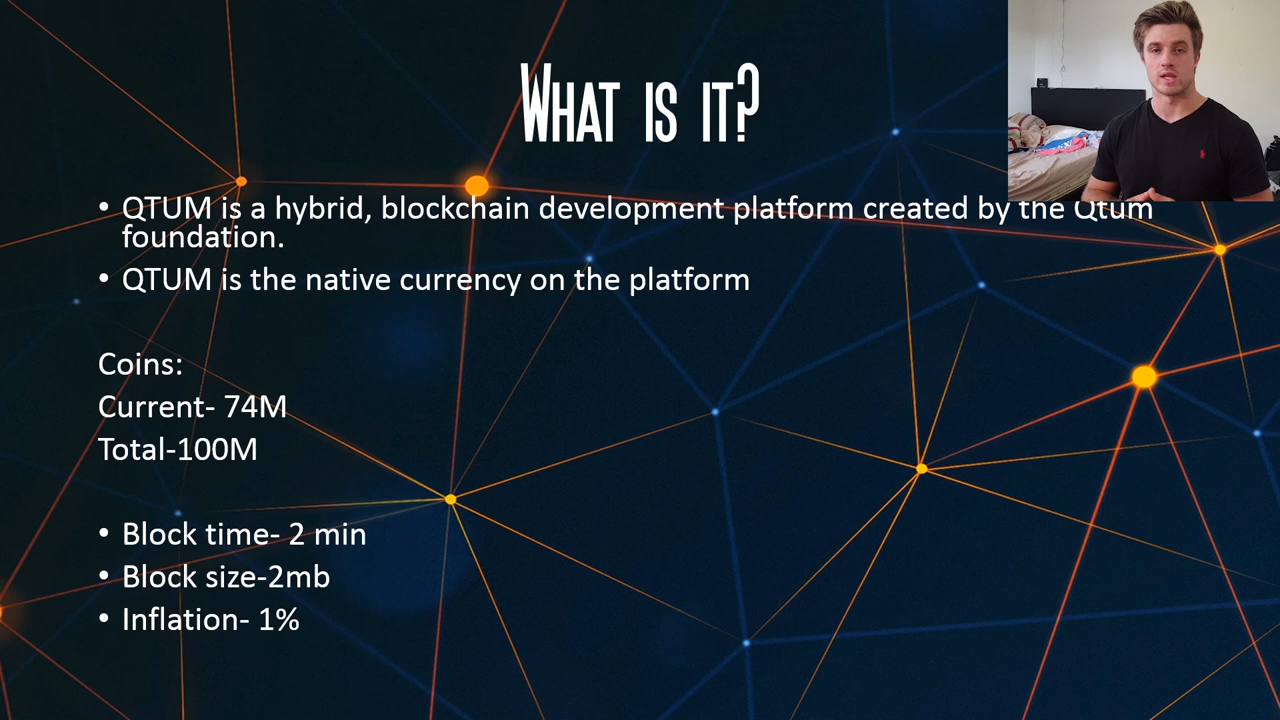 What is it?
• QTUM is a hybrid, blockchain development platform created by the Qtum
foundation.
• QTUM is the native currency on the platform
Coins:
Current- 74M
Total-100M
• Block time- 2 min
• Block size-2mb
• Inflation- 1%